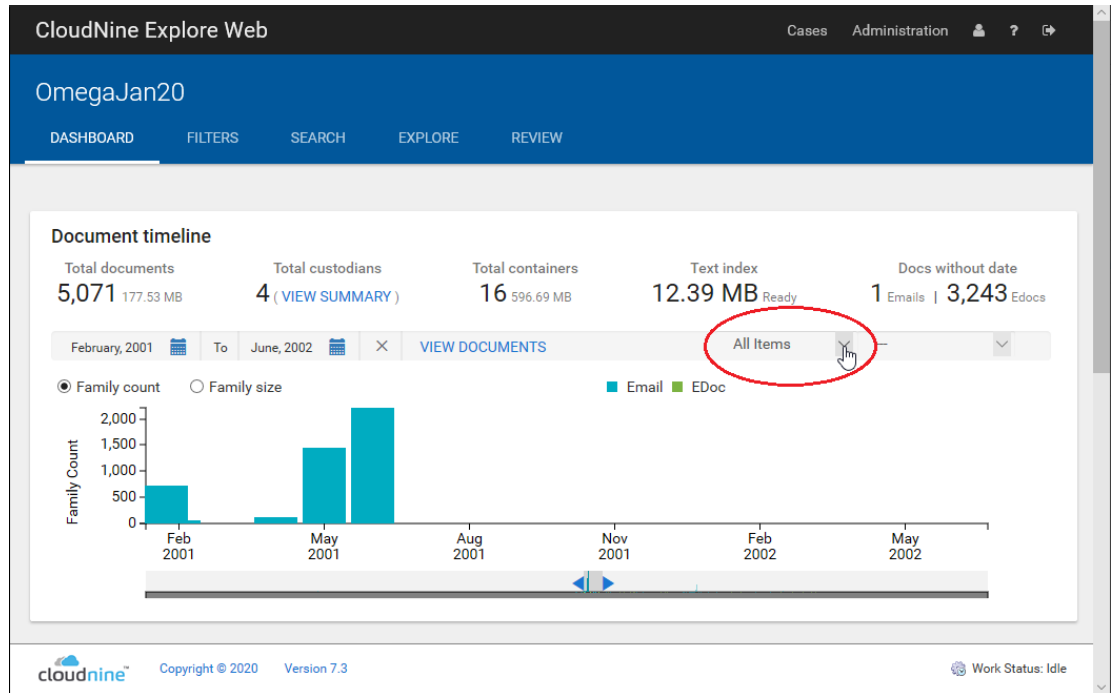 CloudNine Explore Web Cases Administration ?
OmegaJan20
DASHBOARD FILTERS SEARCH EXPLORE REVIEW
Document timeline
Total documents Total custodians Total containers Text index Docs without date
5,071 177.53 MB 4 ( VIEW SUMMARY ) 16 596.69 MB 12.39 MB Ready 1 Emails | 3,243 Edocs
February, 2001 To June, 2002 × VIEW DOCUMENTS All Items —
Family count Family size Email EDoc
Family Count
2,000
1,500
1,000
500
0
Feb May Aug Nov Feb May
2001 2001 2001 2001 2002 2002
cloudnine™ Copyright © 2020 Version 7.3 Work Status: Idle